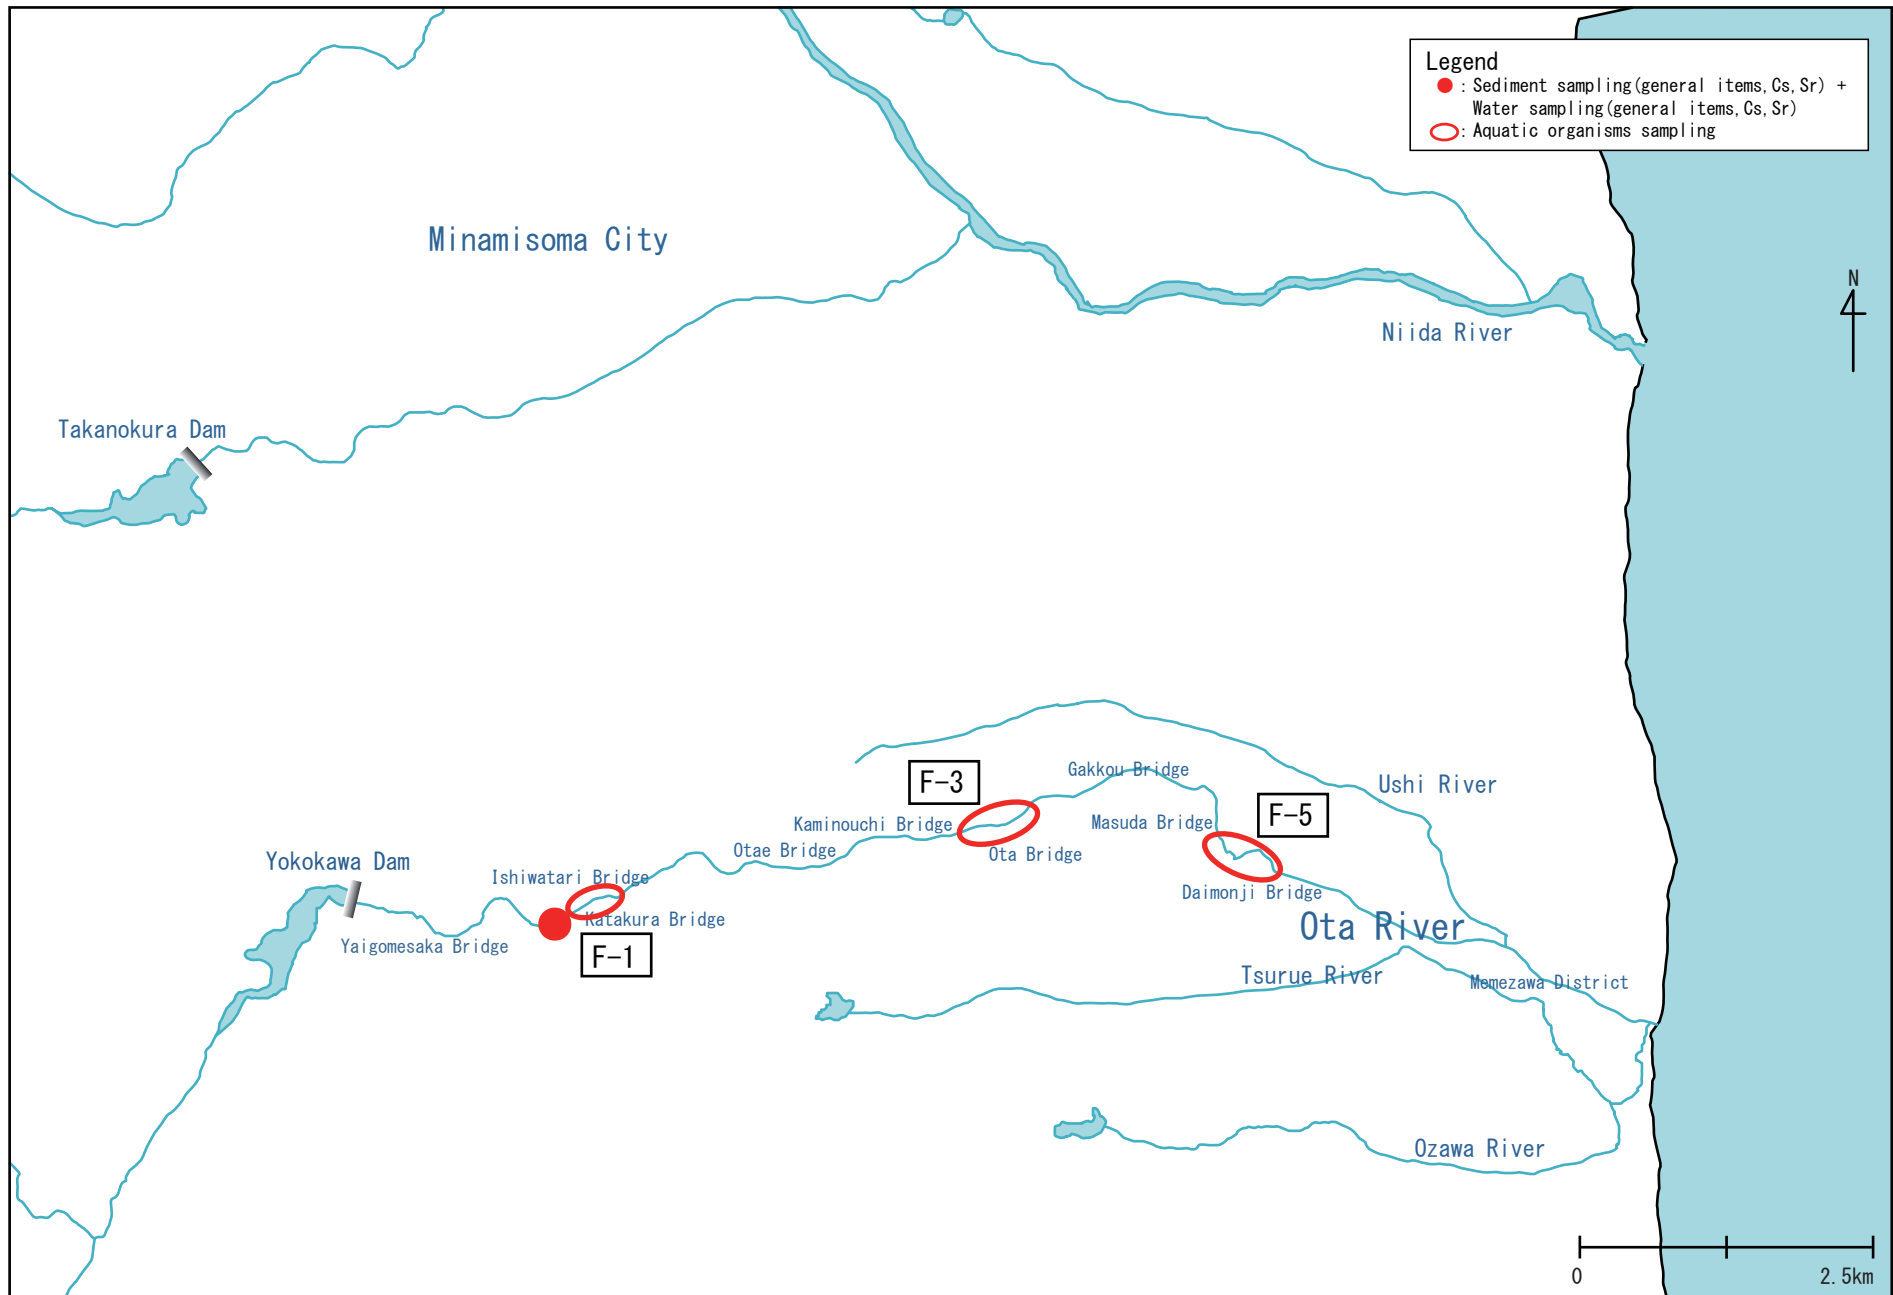 Legend
: Sediment sampling(general items,Cs,Sr) +
Water sampling(general items,Cs,Sr)
: Aquatic organisms sampling
Minamisoma City
N
Niida River
Takanokura Dam
Gakkou Bridge
F-3
Ushi River
F-5
Kaminouchi Bridge
Masuda Bridge
Otae Bridge
Ota Bridge
Yokokawa Dam
Ishiwatari Bridge
Daimonji Bridge
Katakura Bridge
Ota River
Yaigomesaka Bridge
F-1
Tsurue River
Momezawa District
Ozawa River
0
2.5km